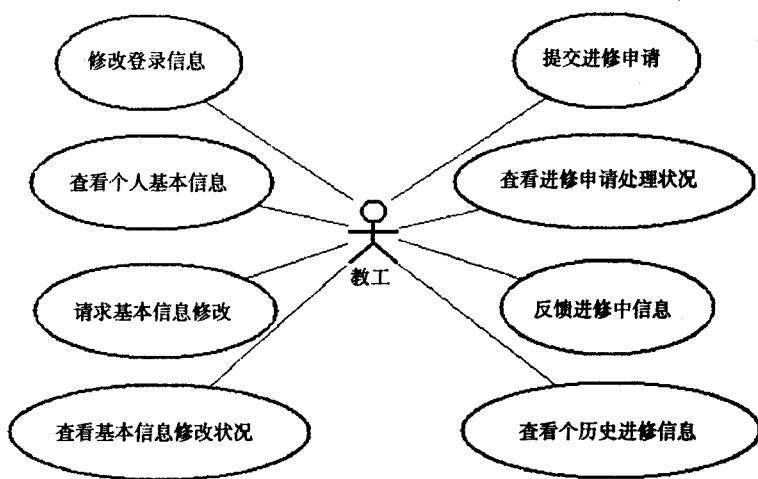 修改登录信息
提交进修申请
查看个人基本信息
查看进修申请处理状况
教工
请求基本信息修改
反馈进修中信息
查看基本信息修改状况
查看个历史进修信息